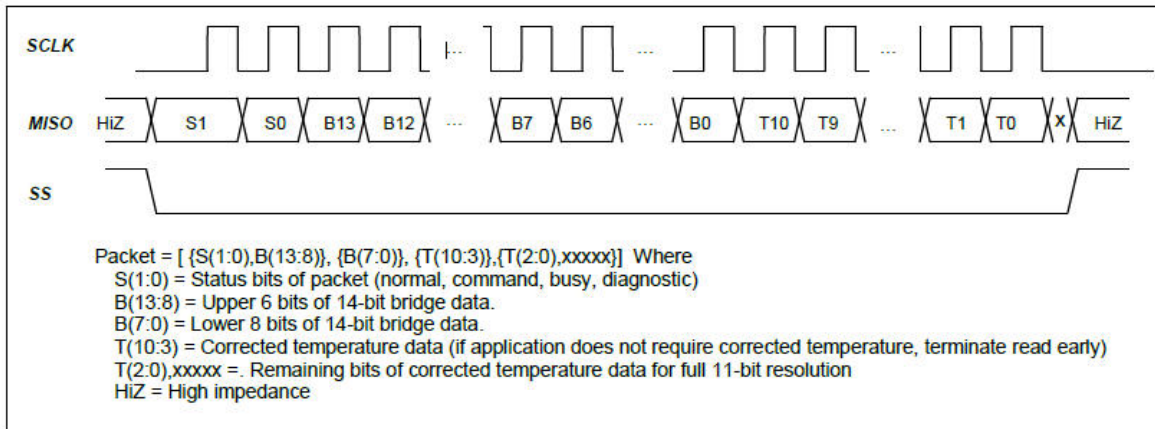 SCLK
... ... ...
MISO HiZ S1 S0 B13 B12 ... B7 B6 ... B0 T10 T9 ... T1 T0 X HiZ
SS
Packet = [ {S(1:0),B(13:8)}, {B(7:0)}, {T(10:3)},{T(2:0),xxxxx}] Where
S(1:0) = Status bits of packet (normal, command, busy, diagnostic)
B(13:8) = Upper 6 bits of 14-bit bridge data.
B(7:0) = Lower 8 bits of 14-bit bridge data.
T(10:3) = Corrected temperature data (if application does not require corrected temperature, terminate read early)
T(2:0),xxxxx =. Remaining bits of corrected temperature data for full 11-bit resolution
HiZ = High impedance